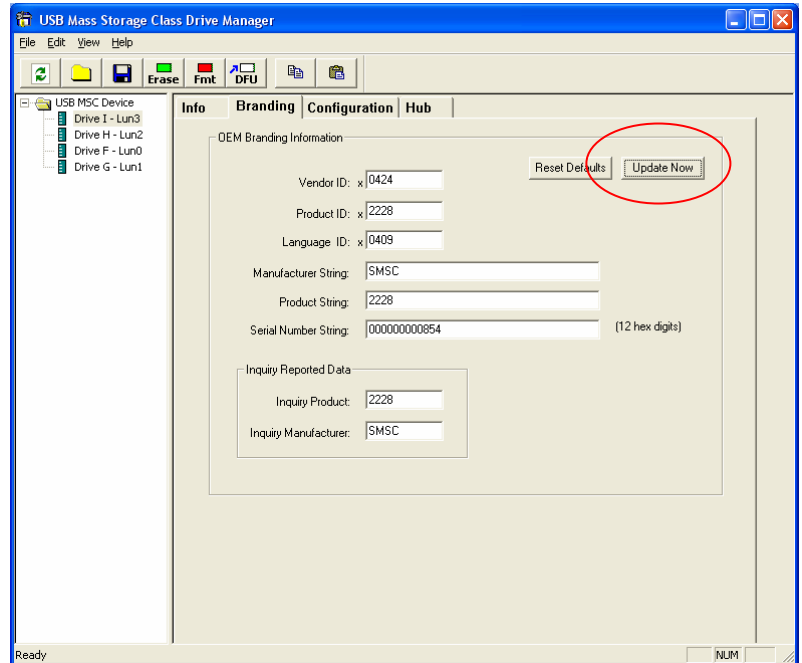 USB Mass Storage Class Drive Manager
File Edit View Help
Erase Fmt DFU
USB MSC Device
Drive I - Lun3
Drive H - Lun2
Drive F - Lun0
Drive G - Lun1
Info Branding Configuration Hub
OEM Branding Information
Reset Defaults Update Now
Vendor ID: x 0424
Product ID: x 2228
Language ID: x 0409
Manufacturer String: SMSC
Product String: 2228
Serial Number String: 000000000854 (12 hex digits)
Inquiry Reported Data
Inquiry Product: 2228
Inquiry Manufacturer: SMSC
Ready NUM